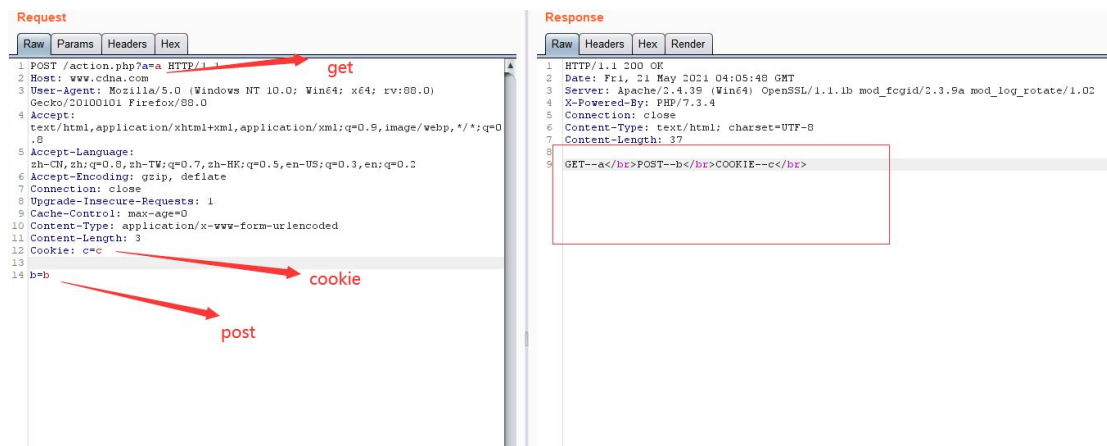 Request
Raw Params Headers Hex
1 POST /action.php?a=a HTTP/1.1
get
2 Host: www.cdna.com
3 User-Agent: Mozilla/5.0 (Windows NT 10.0; Win64; x64; rv:88.0)
Gecko/20100101 Firefox/88.0
4 Accept:
text/html,application/xhtml+xml,application/xml;q=0.9,image/webp,*/*;q=0
.8
5 Accept-Language:
zh-CN,zh;q=0.8,zh-TW;q=0.7,zh-HK;q=0.5,en-US;q=0.3,en;q=0.2
6 Accept-Encoding: gzip, deflate
7 Connection: close
8 Upgrade-Insecure-Requests: 1
9 Cache-Control: max-age=0
10 Content-Type: application/x-www-form-urlencoded
11 Content-Length: 3
12 Cookie: c=c
13
cookie
14 b=b
post
Response
Raw Headers Hex Render
1 HTTP/1.1 200 OK
2 Date: Fri, 21 May 2021 04:05:48 GMT
3 Server: Apache/2.4.39 (Win64) OpenSSL/1.1.1b mod_fcgid/2.3.9a mod_log_rotate/1.02
4 X-Powered-By: PHP/7.3.4
5 Connection: close
6 Content-Type: text/html; charset=UTF-8
7 Content-Length: 37
8
9 GET--a</br>POST--b</br>COOKIE--c</br>